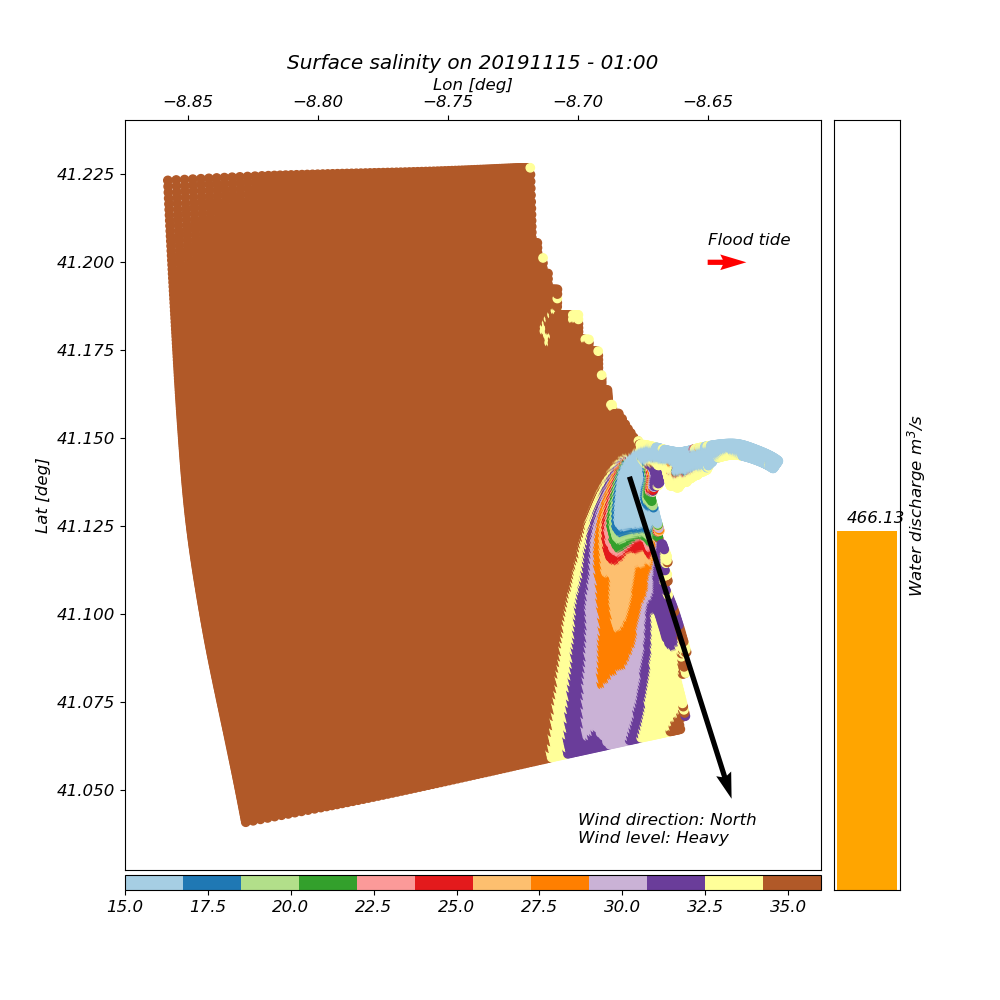 Surface salinity on 20191115 - 01:00
Lon [deg]
−8.85 −8.80 −8.75 −8.70 −8.65
41.225
41.200
41.175
41.150
41.125
41.100
41.075
41.050
Lat [deg]
Flood tide
Wind direction: North
Wind level: Heavy
466.13
Water discharge m³/s
15.0 17.5 20.0 22.5 25.0 27.5 30.0 32.5 35.0